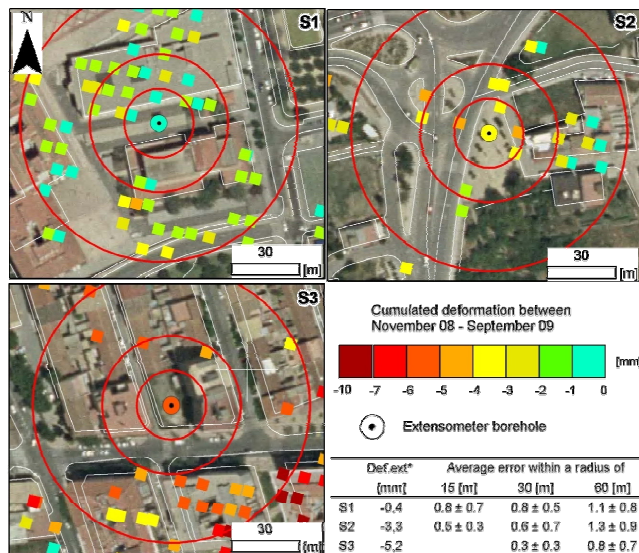 N
S1
S2
30
[m]
30
[m]
S3
Cumulated deformation between
November 08 - September 09
[mm]
-10 -7 -6 -5 -4 -3 -2 -1 0
Extensometer borehole
Def.ext* Average error within a radius of
[mm] 15 [m] 30 [m] 60 [m]
S1 -0,4 0.8 ± 0.7 0.8 ± 0.5 1.1 ± 0.8
S2 -3,3 0.5 ± 0.3 0.6 ± 0.7 1.3 ± 0.9
S3 -5,2 0.3 ± 0.3 0.8 ± 0.7
30
[m]